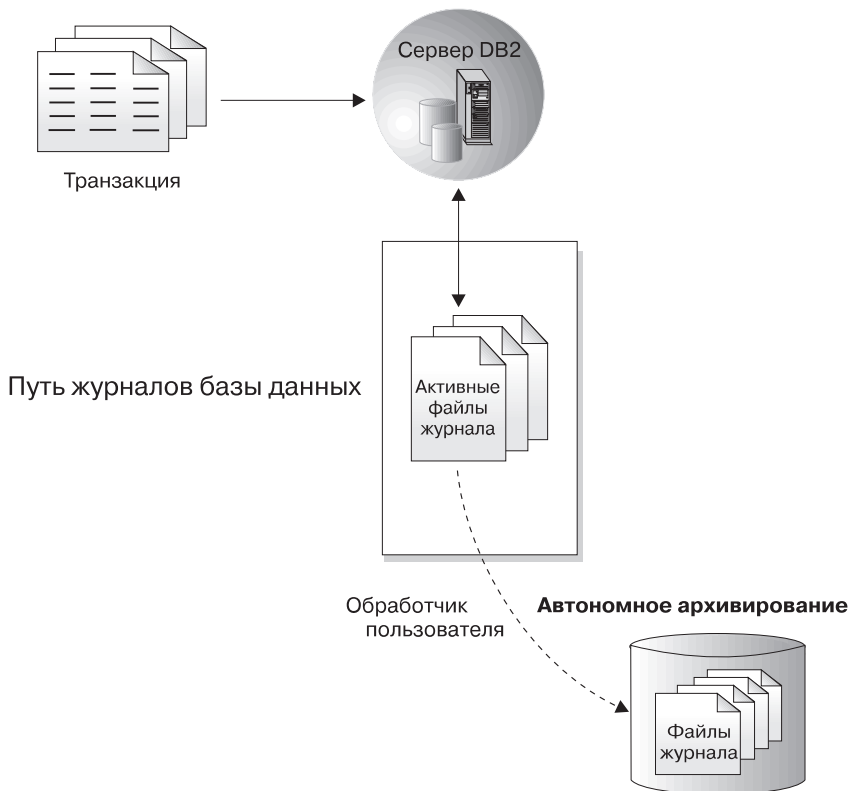 Сервер DB2
Транзакция
Путь журналов базы данных
Активные
файлы
журнала
Обработчик
пользователя
Автономное архивирование
Файлы
журнала